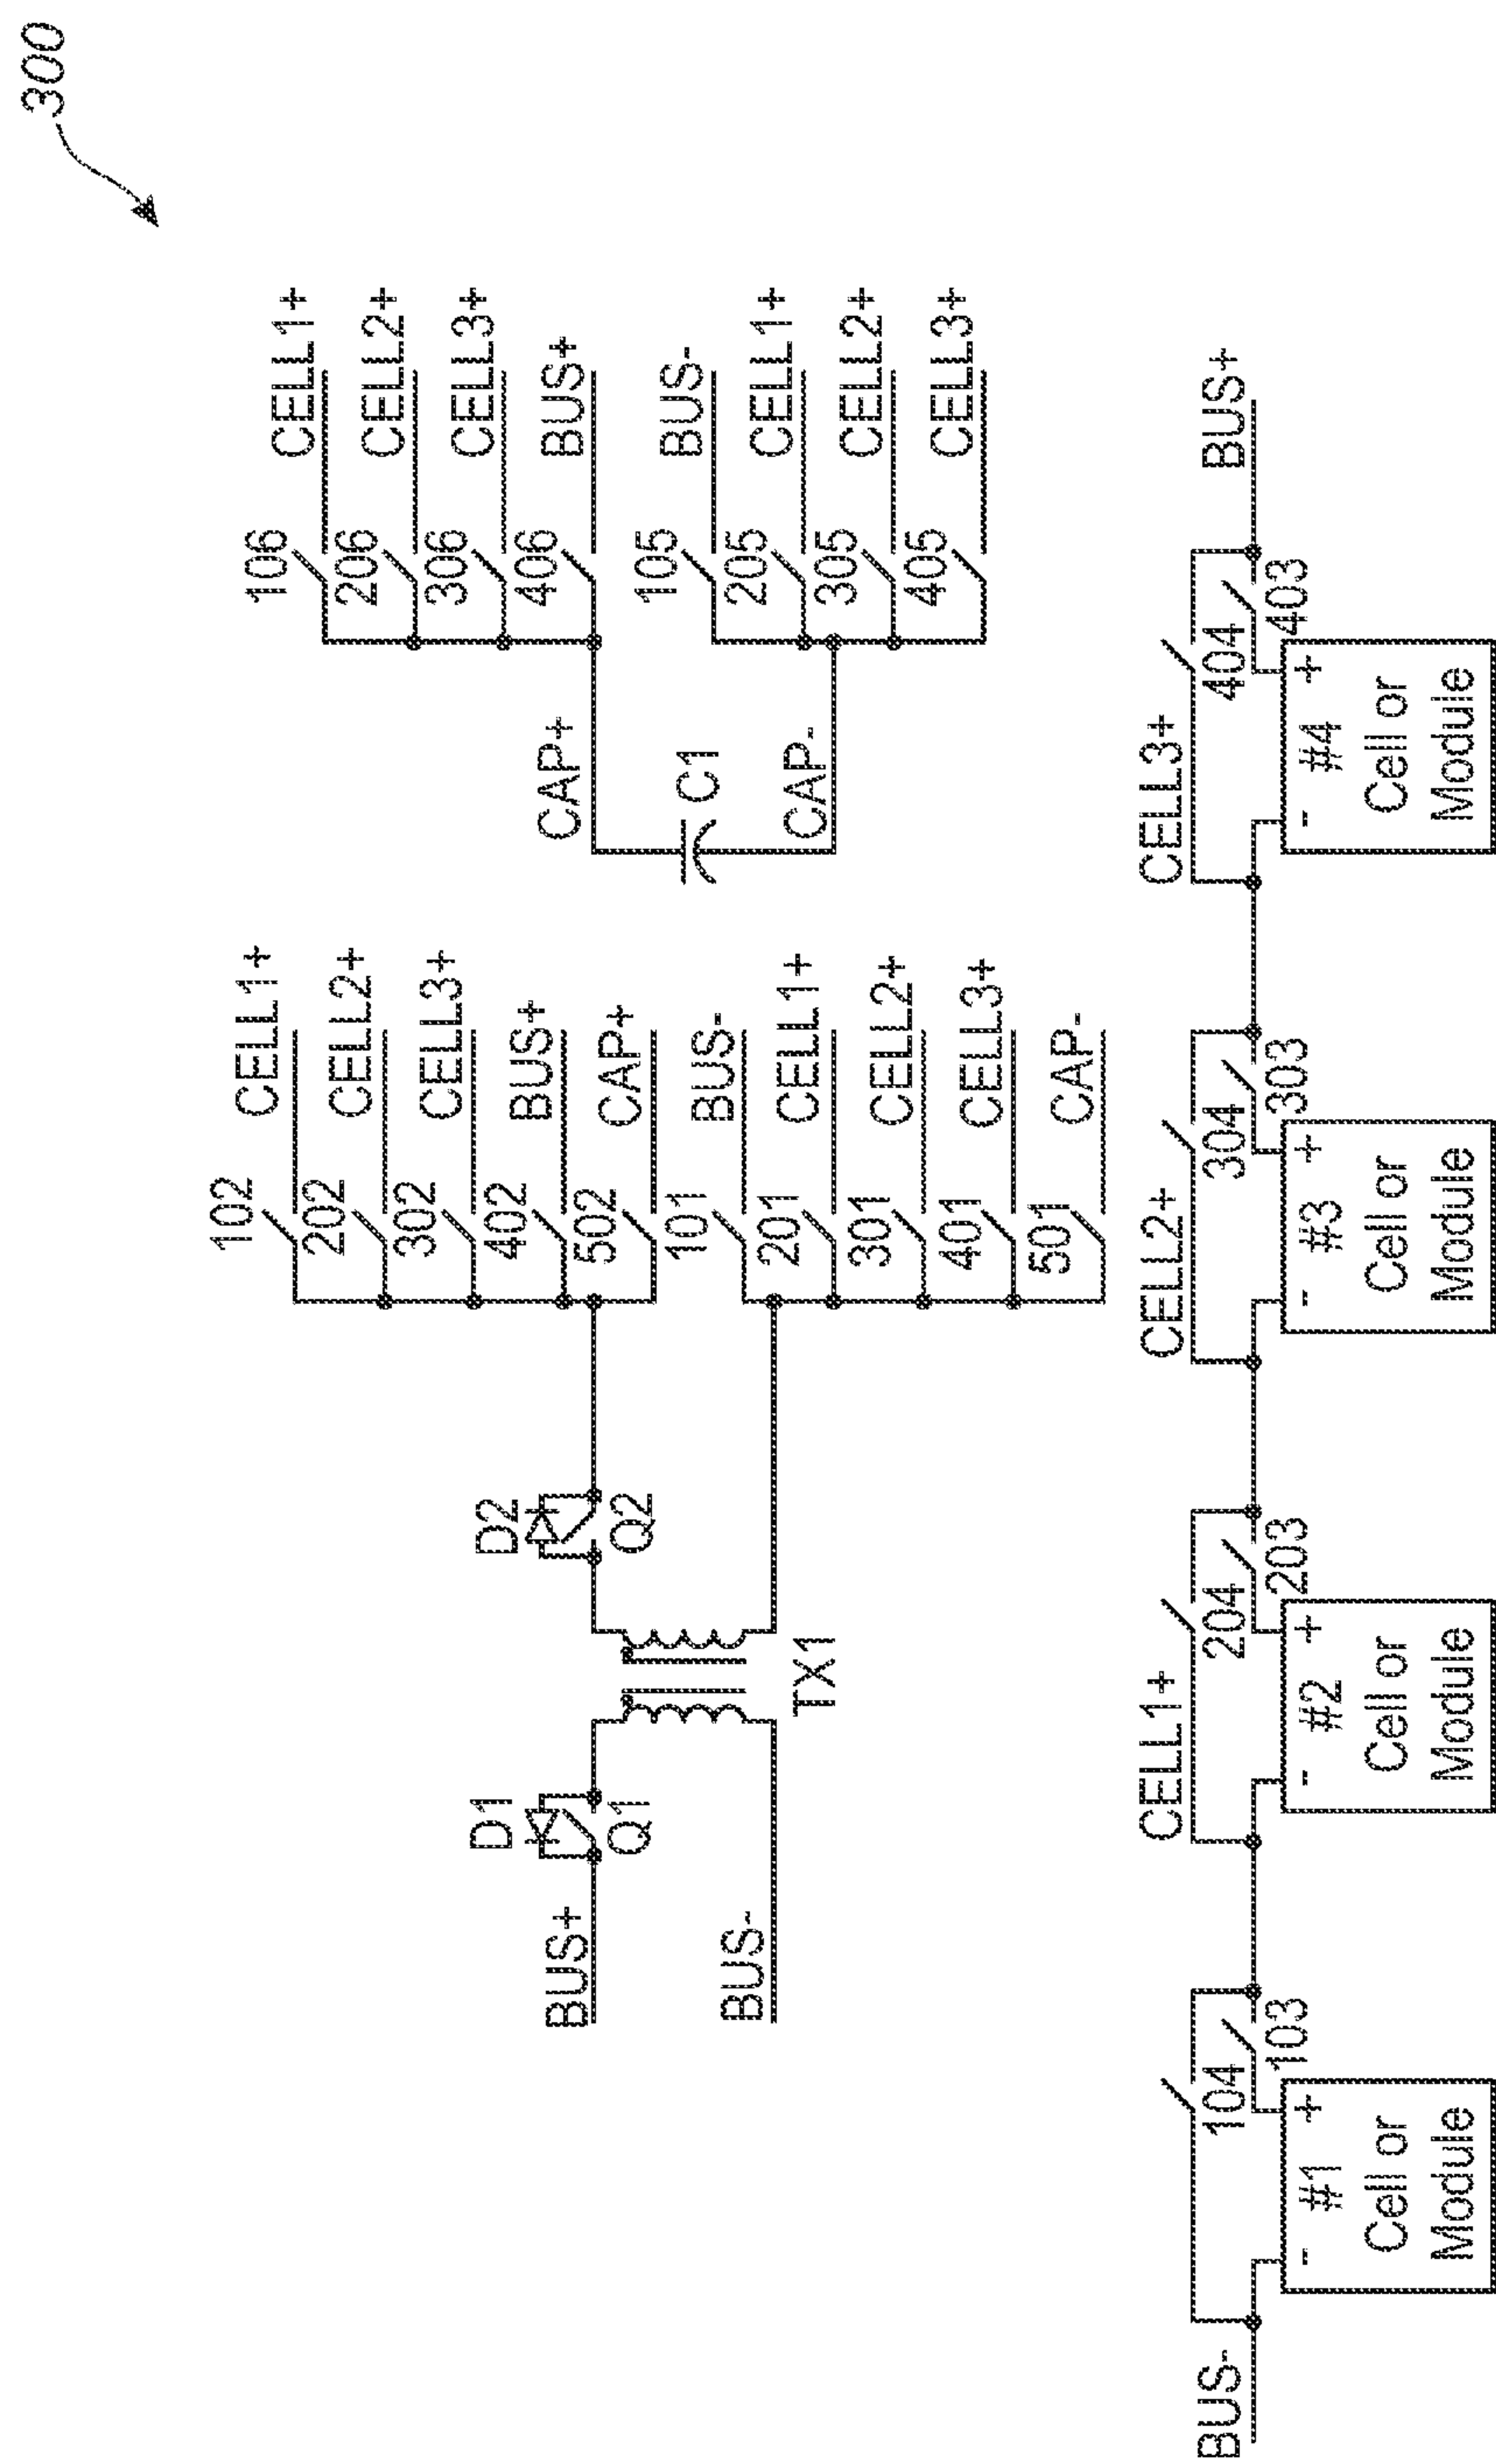 300
102 CELL1+
202 CELL2+
302 CELL3+
402 BUS+
502 CAP+
101 BUS-
201 CELL1+
301 CELL2+
401 CELL3+
501 CAP-
106 CELL1+
206 CELL2+
306 CELL3+
406 BUS+
105 BUS-
205 CELL1+
305 CELL2+
405 CELL3+
CAP+
C1
CAP-
D1
D2
BUS+
Q1
Q2
BUS-
TX1
CELL1+
CELL2+
CELL3+
BUS-
104
204
304
404
BUS+
103
203
303
403
- #1 +
Cell or
Module
- #2 +
Cell or
Module
- #3 +
Cell or
Module
- #4 +
Cell or
Module